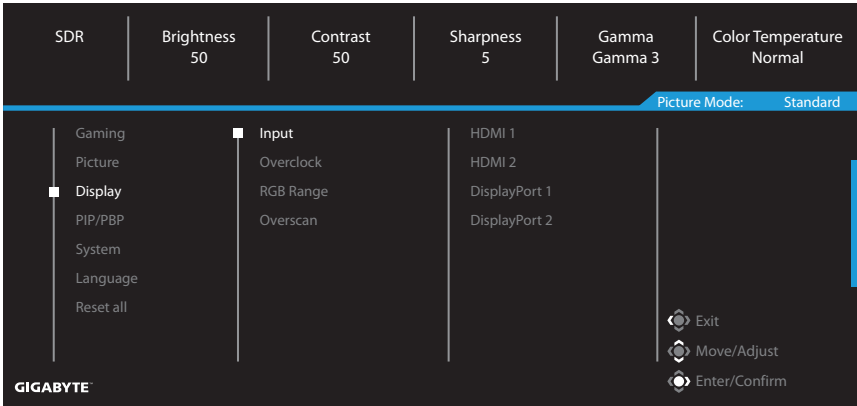 SDR Brightness Contrast Sharpness Gamma Color Temperature
50 50 5 Gamma 3 Normal
Picture Mode: Standard
Gaming Input HDMI 1
Picture Overclock HDMI 2
Display RGB Range DisplayPort 1
PIP/PBP Overscan DisplayPort 2
System
Language
Reset all
Exit
Move/Adjust
GIGABYTE™ Enter/Confirm